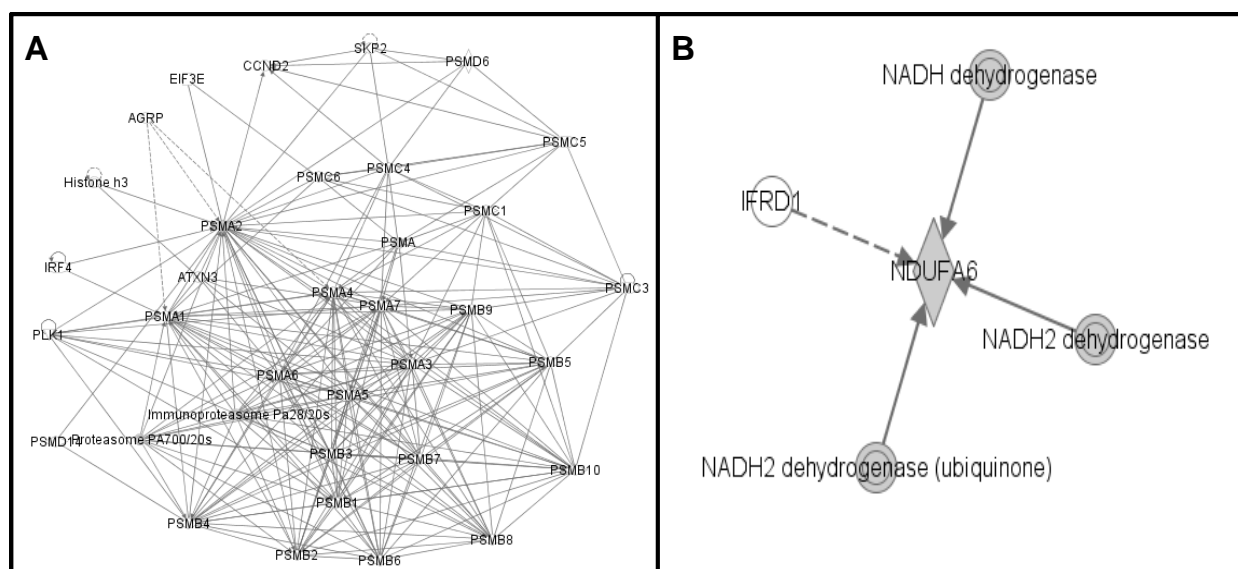 A
SKP2
CCND2
PSMD6
EIF3E
AGRP
PSMC5
PSMC4
PSMC6
Histone h3
PSMC1
PSMA2
PSMA
IRF4
ATXN3
PSMC3
PSMA4
PSMA7
PSMB9
PSMA1
PLK1
PSMA3
PSMB5
PSMA6
PSMA5
Immunoproteasome Pa28/20s
Proteasome PA700/20s
PSMB3
PSMB7
PSMB10
PSMB1
PSMB4
PSMB8
PSMB2
PSMB6
B
NADH dehydrogenase
IFRD1
NDUFA6
NADH2 dehydrogenase
NADH2 dehydrogenase (ubiquinone)